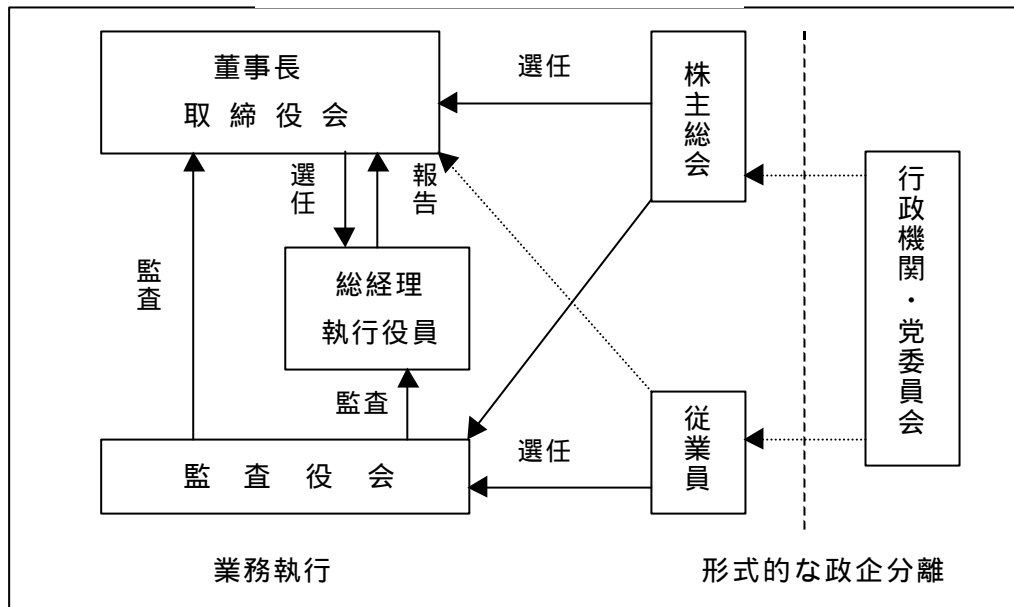 董事長
取締役会
選任
株主総会
行政機関・党委員会
選任
報告
監査
総経理
執行役員
監査
従業員
選任
監査役会
業務執行
形式的な政企分離